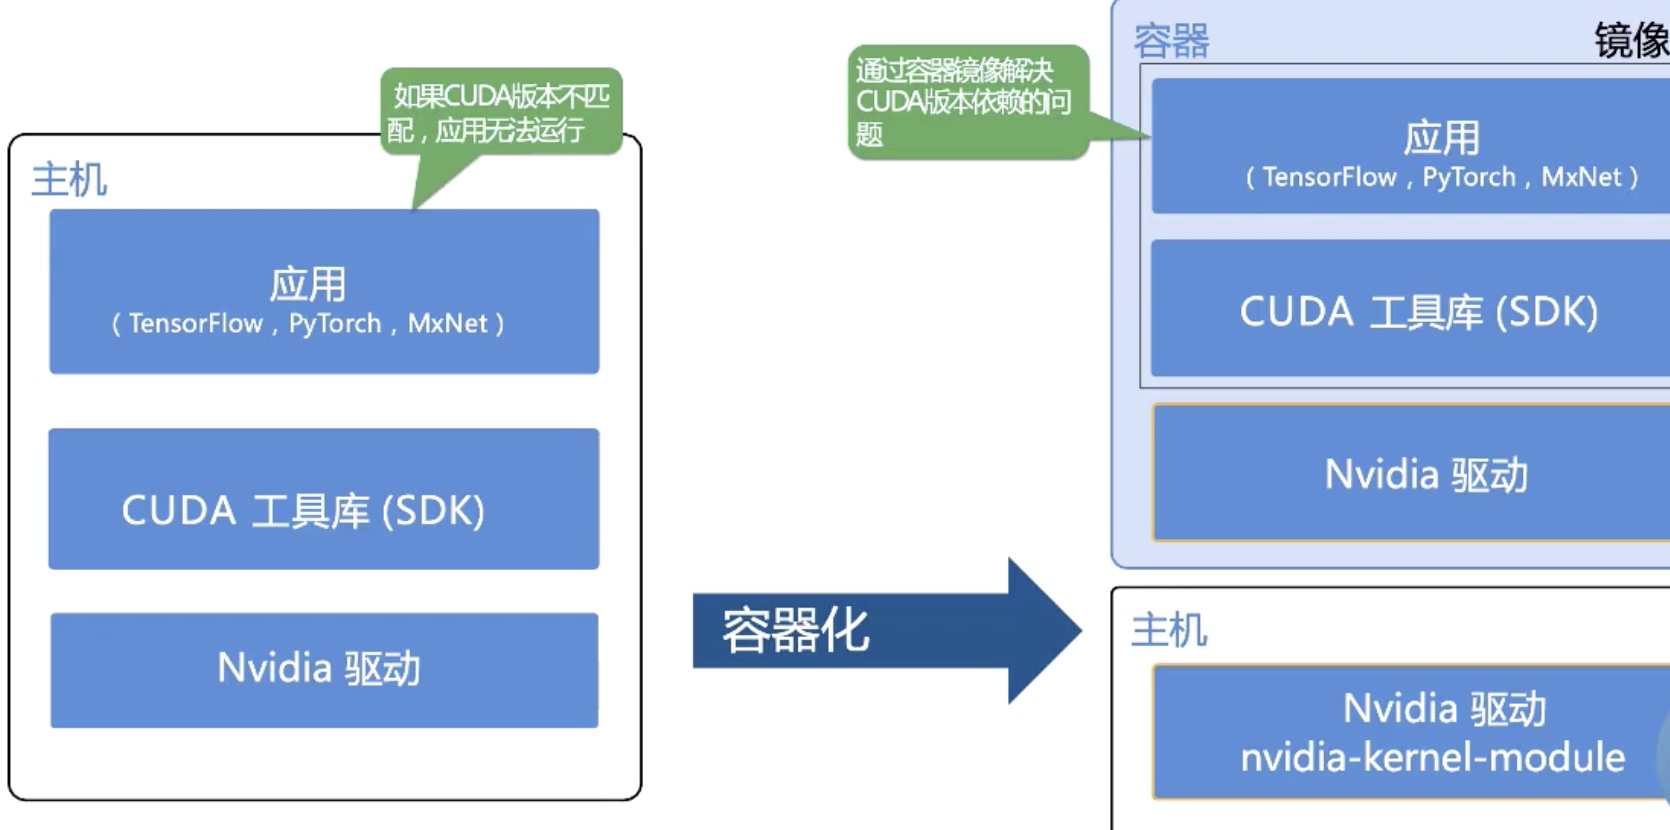 如果CUDA版本不匹
配，应用无法运行
主机
应用
（TensorFlow，PyTorch，MxNet）
CUDA 工具库 (SDK)
Nvidia 驱动
容器化
通过容器镜像解决
CUDA版本依赖的问
题
容器
镜像
应用
（TensorFlow，PyTorch，MxNet）
CUDA 工具库 (SDK)
Nvidia 驱动
主机
Nvidia 驱动
nvidia-kernel-module